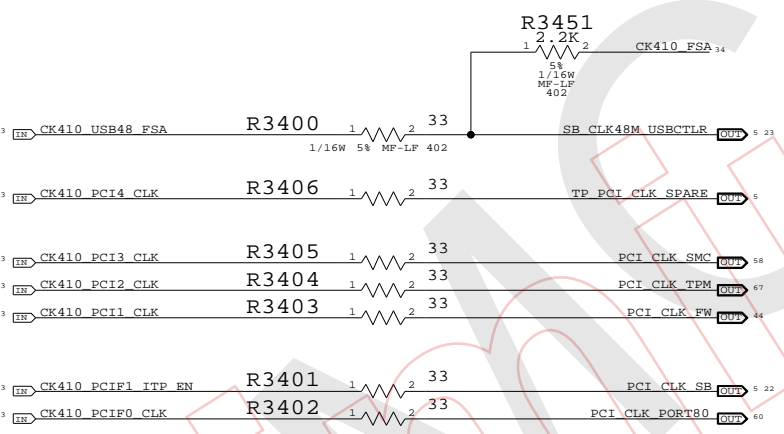 R3451
2.2K
1 2 CK410_FSA 34
5%
1/16W
MF-LF
402
3 IN CK410_USB48_FSA R3400 1 2 33 SB_CLK48M_USBCTLR OUT 5 23
1/16W 5% MF-LF 402
3 IN CK410_PCI4_CLK R3406 1 2 33 TP_PCI_CLK_SPARE OUT 5
3 IN CK410_PCI3_CLK R3405 1 2 33 PCI_CLK_SMC OUT 58
3 IN CK410_PCI2_CLK R3404 1 2 33 PCI_CLK_TPM OUT 67
3 IN CK410_PCI1_CLK R3403 1 2 33 PCI_CLK_FW OUT 44
3 IN CK410_PCIF1_ITP_EN R3401 1 2 33 PCI_CLK_SB OUT 5 22
3 IN CK410_PCIF0_CLK R3402 1 2 33 PCI_CLK_PORT80 OUT 60